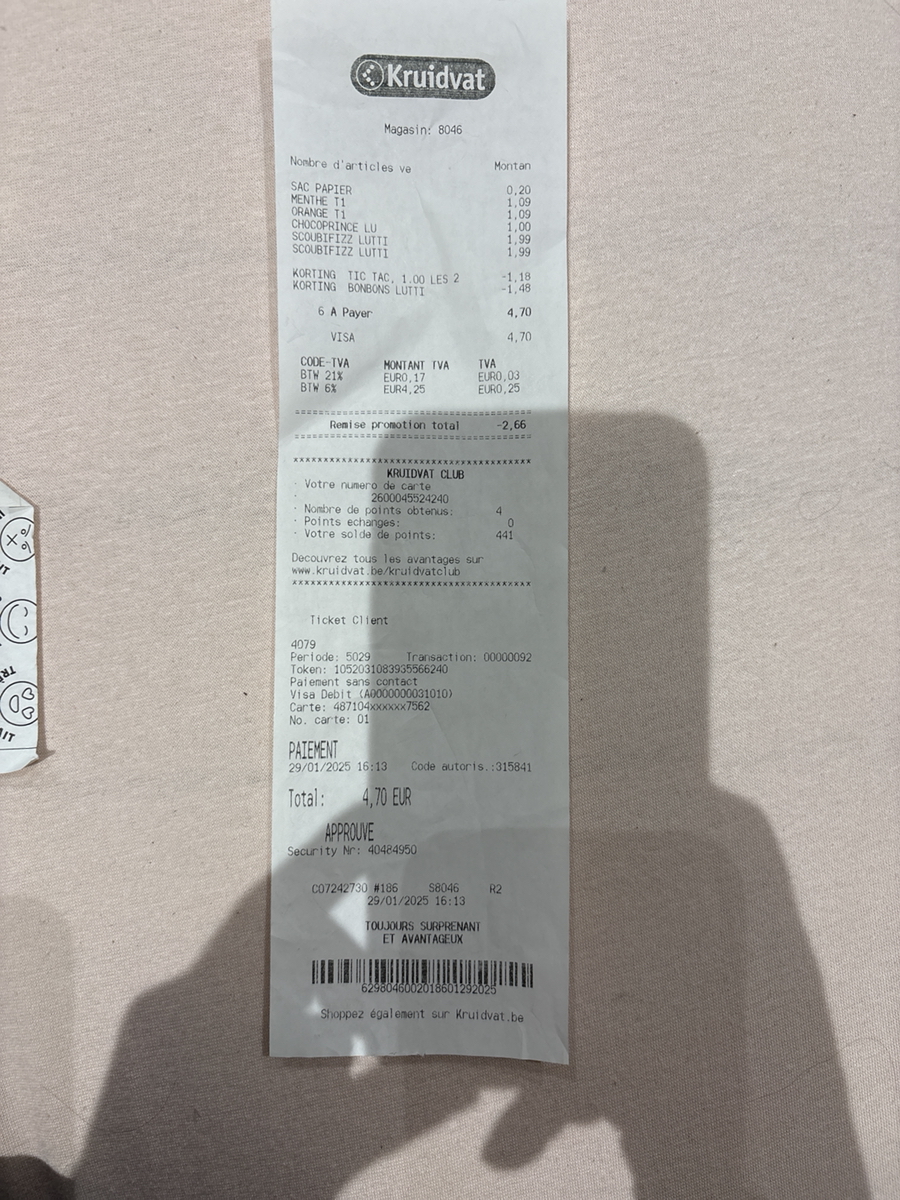 Kruidvat
Magasin: 8046
Nombre d'articles ve Montan
SAC PAPIER 0,20
MENTHE T1 1,09
ORANGE T1 1,09
CHOCOPRINCE LU 1,00
SCOUBIFIZZ LUTTI 1,99
SCOUBIFIZZ LUTTI 1,99
KORTING TIC TAC, 1.00 LES 2 -1,18
KORTING BONBONS LUTTI -1,48
6 A Payer 4,70
VISA 4,70
CODE-TVA MONTANT TVA TVA
BTW 21% EUR0,17 EUR0,03
BTW 6% EUR4,25 EUR0,25
Remise promotion total -2,66
KRUIDVAT CLUB
· Votre numero de carte
· 2600045524240
· Nombre de points obtenus: 4
· Points echanges: 0
· Votre solde de points: 441
Decouvrez tous les avantages sur
www.kruidvat.be/kruidvatclub
Ticket Client
4079
Periode: 5029 Transaction: 00000092
Token: 1052031083935566240
Paiement sans contact
Visa Debit (A0000000031010)
Carte: 487104xxxxxx7562
No. carte: 01
PAIEMENT
29/01/2025 16:13 Code autoris.:315841
Total: 4,70 EUR
APPROUVE
Security Nr: 40484950
C07242730 #186 S8046 R2
29/01/2025 16:13
TOUJOURS SURPRENANT
ET AVANTAGEUX
6298046002018601292025
Shoppez également sur Kruidvat.be